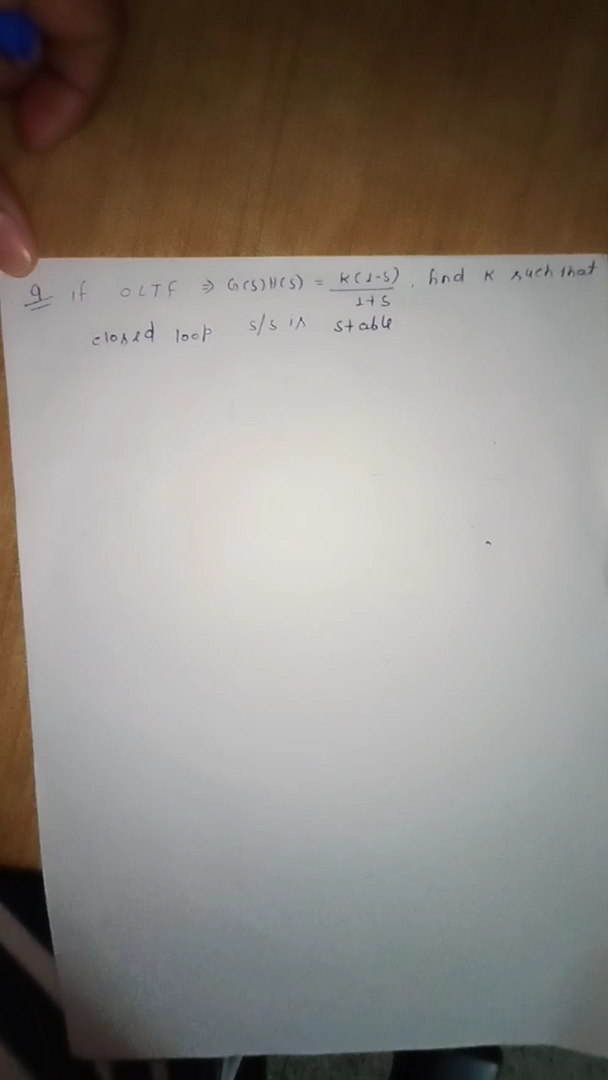 q if OLTF ⇒ G(S)H(S) = K(1-S) / 1+S , find K such that
closed loop s/s is stable